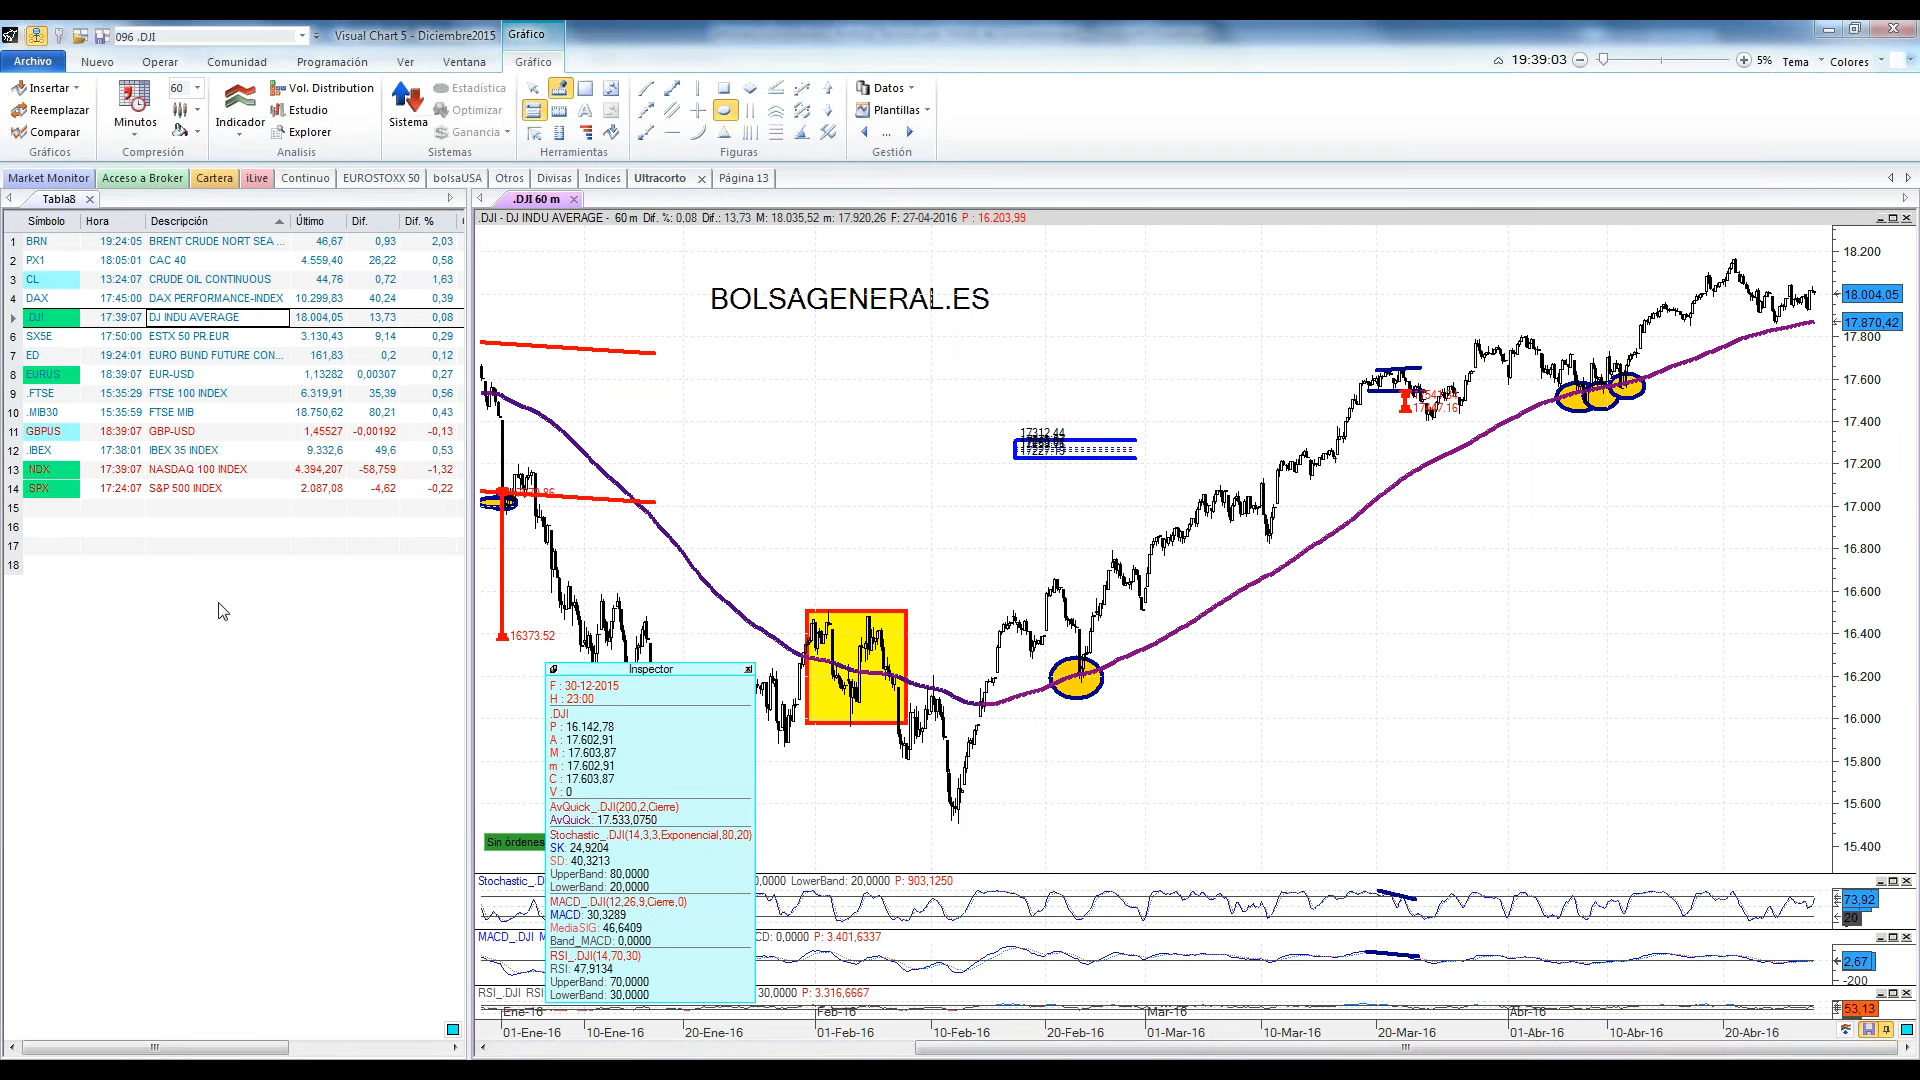 096 .DJI
Visual Chart 5 - Diciembre2015
Gráfico
Archivo
Nuevo
Operar
Comunidad
Programación
Ver
Ventana
Gráfico
19:39:03
5%
Tema
Colores
Insertar
Reemplazar
Comparar
Gráficos
Minutos
60
Compresión
Indicador
Vol. Distribution
Estudio
Explorer
Analisis
Sistema
Estadística
Optimizar
Ganancia
Sistemas
Herramientas
Figuras
Datos
Plantillas
...
Gestión
Market Monitor
Acceso a Broker
Cartera
iLive
Continuo
EUROSTOXX 50
bolsaUSA
Otros
Divisas
Indices
Ultracorto
Página 13
Tabla8
Símbolo Hora Descripción Último Dif. Dif. %
1 BRN 19:24:05 BRENT CRUDE NORT SEA ... 46,67 0,93 2,03
2 PX1 18:05:01 CAC 40 4.559,40 26,22 0,58
3 CL 13:24:07 CRUDE OIL CONTINUOUS 44,76 0,72 1,63
4 DAX 17:45:00 DAX PERFORMANCE-INDEX 10.299,83 40,24 0,39
.DJI 17:39:07 DJ INDU AVERAGE 18.004,05 13,73 0,08
6 SX5E 17:50:00 ESTX 50 PR.EUR 3.130,43 9,14 0,29
7 ED 19:24:01 EURO BUND FUTURE CON... 161,83 0,2 0,12
8 EURUS 18:39:07 EUR-USD 1,13282 0,00307 0,27
9 .FTSE 15:35:29 FTSE 100 INDEX 6.319,91 35,39 0,56
10 .MIB30 15:35:59 FTSE MIB 18.750,62 80,21 0,43
11 GBPUS 18:39:07 GBP-USD 1,45527 -0,00192 -0,13
12 .IBEX 17:38:01 IBEX 35 INDEX 9.332,6 49,6 0,53
13 .NDX 17:39:07 NASDAQ 100 INDEX 4.394,207 -58,759 -1,32
14 .SPX 17:24:07 S&P 500 INDEX 2.087,08 -4,62 -0,22
15
16
17
18
.DJI 60 m
.DJI - DJ INDU AVERAGE - 60 m Dif. %: 0,08 Dif.: 13,73 M: 18.035,52 m: 17.920,26 F: 27-04-2016 P : 16.203,99
BOLSAGENERAL.ES
17312.44
17227.13
16373.52
18.200
18.004,05
17.870,42
17.800
17.600
17.400
17.200
17.000
16.800
16.600
16.400
16.200
16.000
15.800
15.600
15.400
Sin órdenes
Inspector
F : 30-12-2015
H : 23:00
.DJI
P : 16.142,78
A : 17.602,91
M : 17.603,87
m : 17.602,91
C : 17.603,87
V : 0
AvQuick_.DJI(200,2,Cierre)
AvQuick: 17.533,0750
Stochastic_.DJI(14,3,3,Exponencial,80,20)
SK: 24,9204
SD: 40,3213
UpperBand: 80,0000
LowerBand: 20,0000
MACD_.DJI(12,26,9,Cierre,0)
MACD: 30,3289
MediaSIG: 46,6409
Band_MACD: 0,0000
RSI_.DJI(14,70,30)
RSI: 47,9134
UpperBand: 70,0000
LowerBand: 30,0000
Stochastic_.D
0,0000 LowerBand: 20,0000 P: 903,1250
73,92
20
MACD_.DJI M
CD: 0,0000 P: 3.401,6337
2,67
-200
RSI_.DJI RSI
30,0000 P: 3.316,6667
53,13
Ene-16 Feb-16 Mar-16 Abr-16
01-Ene-16 10-Ene-16 20-Ene-16 01-Feb-16 10-Feb-16 20-Feb-16 01-Mar-16 10-Mar-16 20-Mar-16 01-Abr-16 10-Abr-16 20-Abr-16